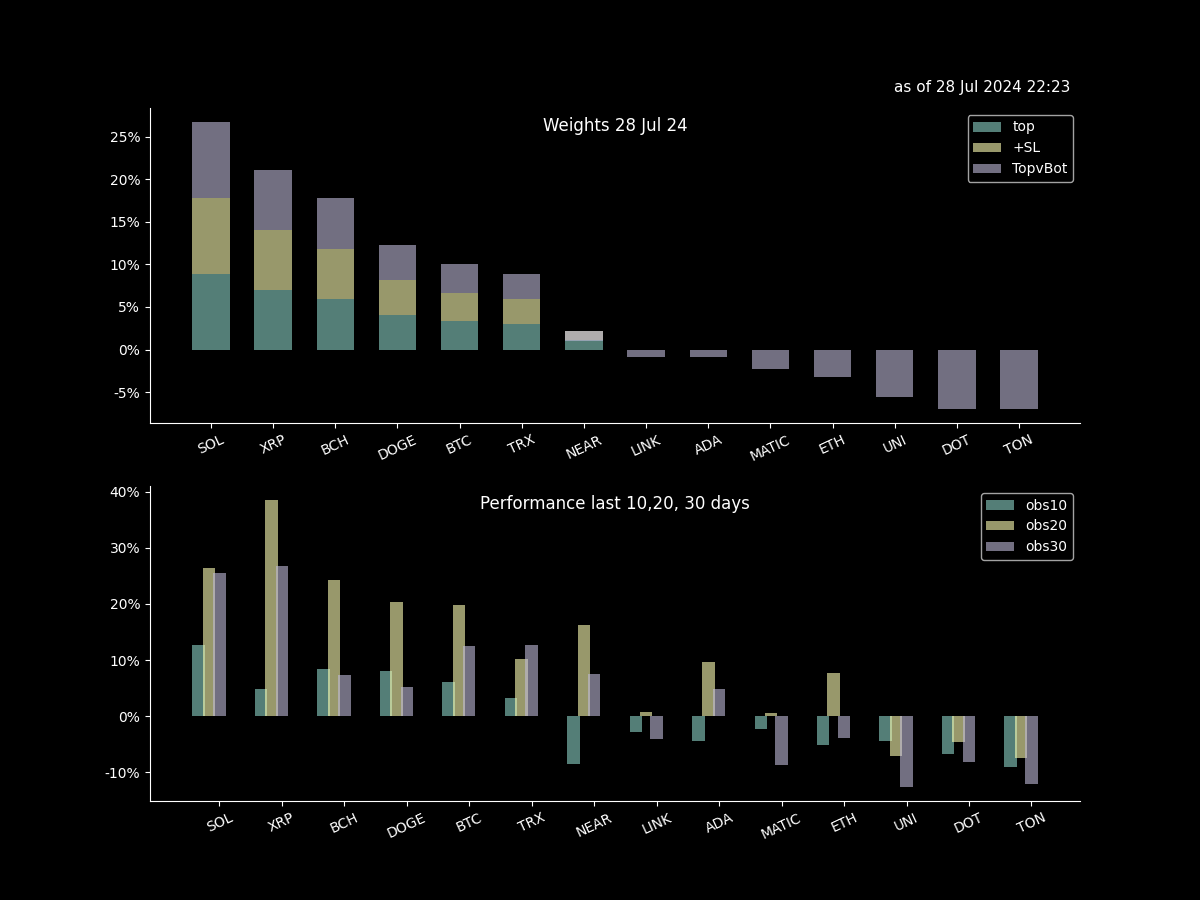 as of 28 Jul 2024 22:23
Weights 28 Jul 24
top
+SL
TopvBot
25%
20%
15%
10%
5%
0%
-5%
SOL XRP BCH DOGE BTC TRX NEAR LINK ADA MATIC ETH UNI DOT TON
Performance last 10,20, 30 days
obs10
obs20
obs30
40%
30%
20%
10%
0%
-10%
SOL XRP BCH DOGE BTC TRX NEAR LINK ADA MATIC ETH UNI DOT TON